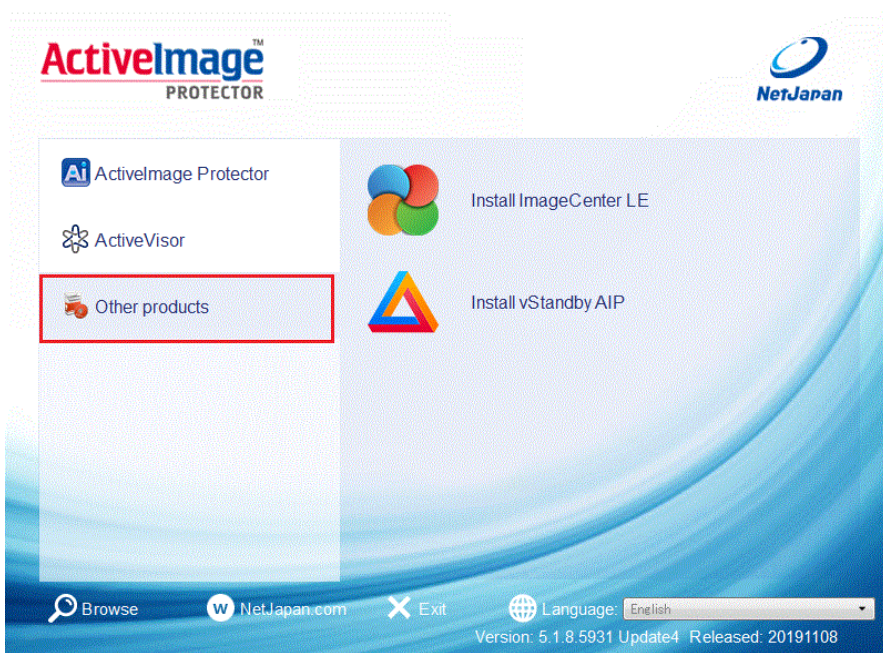 ActiveImage™
PROTECTOR
NetJapan
Ai ActiveImage Protector
ActiveVisor
Other products
Install ImageCenter LE
Install vStandby AIP
Browse
W NetJapan.com
Exit
Language: English
Version: 5.1.8.5931 Update4 Released: 20191108